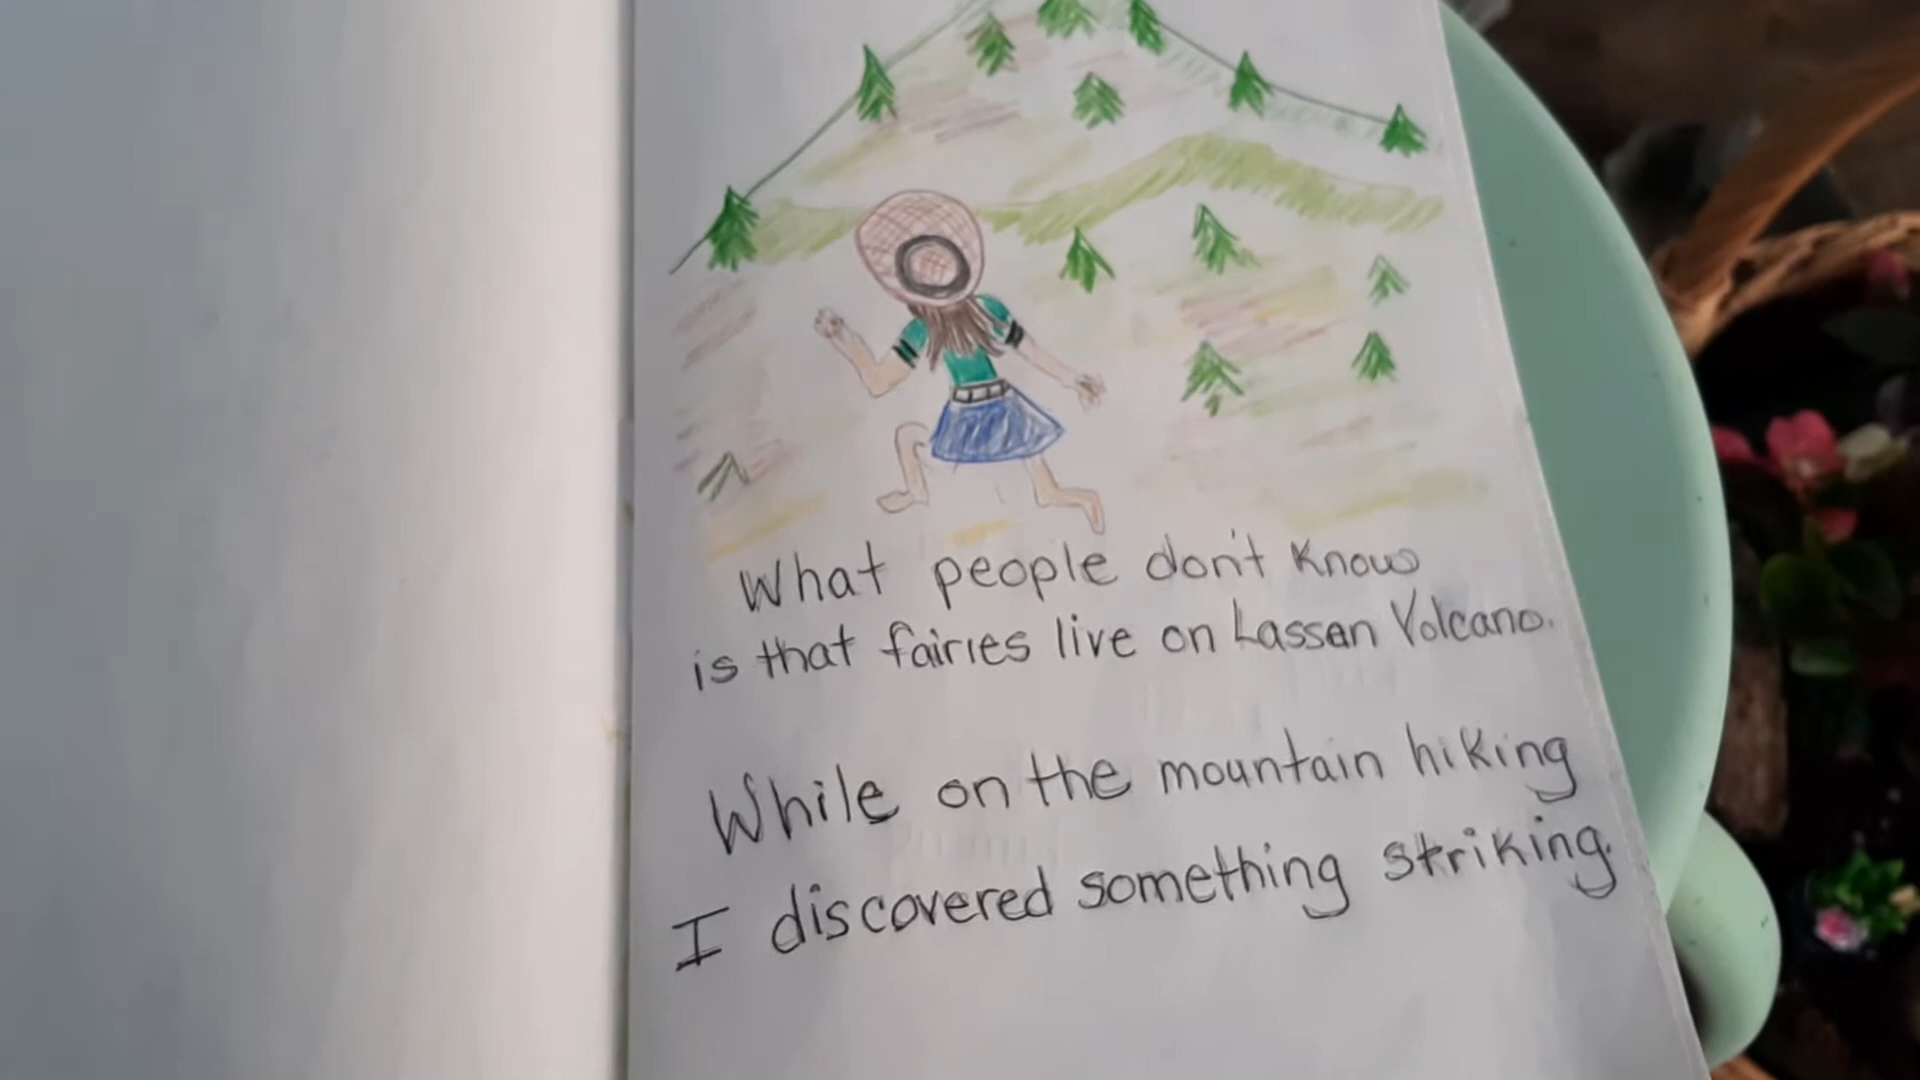 What people don't know
is that fairies live on Lassen Volcano.
While on the mountain hiking
I discovered something striking.